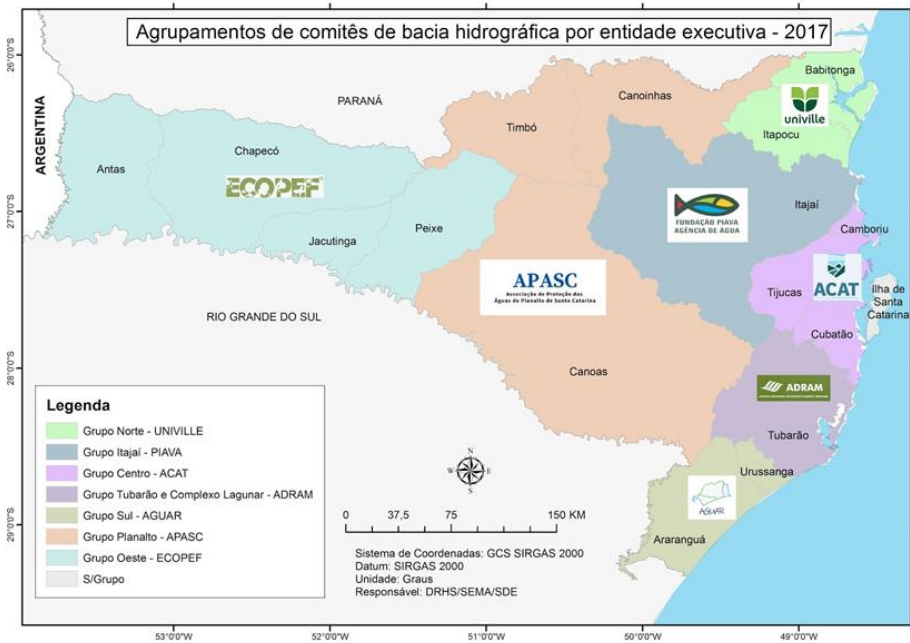 Agrupamentos de comitês de bacia hidrográfica por entidade executiva - 2017
26°0'0"S
27°0'0"S
28°0'0"S
29°0'0"S
ARGENTINA
PARANÁ
RIO GRANDE DO SUL
Babitonga
univille
Itapocu
Canoinhas
Timbó
Antas
Chapecó
ECOPEF
Jacutinga
Peixe
FUNDAÇÃO PIAVA
AGÊNCIA DE ÁGUA
Itajaí
Camboriu
APASC
Associação de Proteção das
Águas do Planalto de Santa Catarina
Tijucas
ACAT
Ilha de
Santa
Catarina
Cubatão
Canoas
ADRAM
Tubarão
Urussanga
AGUAR
Araranguá
Legenda
Grupo Norte - UNIVILLE
Grupo Itajaí - PIAVA
Grupo Centro - ACAT
Grupo Tubarão e Complexo Lagunar - ADRAM
Grupo Sul - AGUAR
Grupo Planalto - APASC
Grupo Oeste - ECOPEF
S/Grupo
N
W E
S
0 37,5 75 150 KM
Sistema de Coordenadas: GCS SIRGAS 2000
Datum: SIRGAS 2000
Unidade: Graus
Responsável: DRHS/SEMA/SDE
53°0'0"W 52°0'0"W 51°0'0"W 50°0'0"W 49°0'0"W